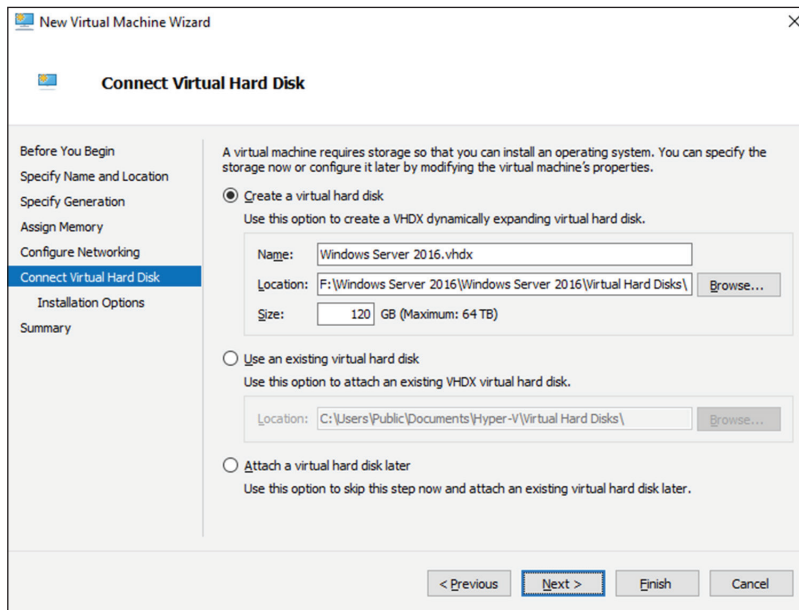 New Virtual Machine Wizard
Connect Virtual Hard Disk
Before You Begin
Specify Name and Location
Specify Generation
Assign Memory
Configure Networking
Connect Virtual Hard Disk
Installation Options
Summary
A virtual machine requires storage so that you can install an operating system. You can specify the
storage now or configure it later by modifying the virtual machine's properties.
Create a virtual hard disk
Use this option to create a VHDX dynamically expanding virtual hard disk.
Name: Windows Server 2016.vhdx
Location: F:\Windows Server 2016\Windows Server 2016\Virtual Hard Disks\ Browse...
Size: 120 GB (Maximum: 64 TB)
Use an existing virtual hard disk
Use this option to attach an existing VHDX virtual hard disk.
Location: C:\Users\Public\Documents\Hyper-V\Virtual Hard Disks\ Browse...
Attach a virtual hard disk later
Use this option to skip this step now and attach an existing virtual hard disk later.
< Previous Next > Finish Cancel